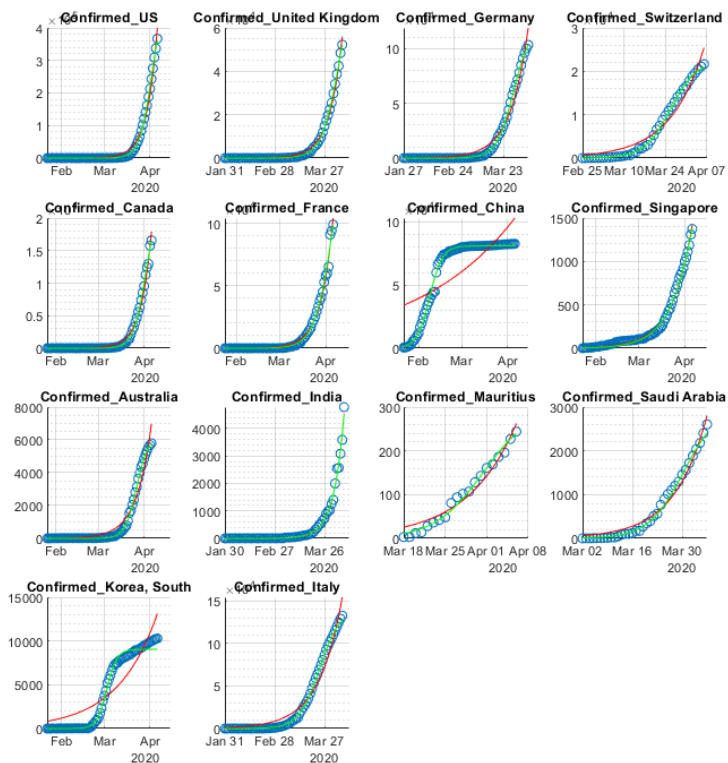 Confirmed_US
4
3
2
1
0
Feb Mar Apr
2020
Confirmed_United Kingdom
6
4
2
0
Jan 31 Feb 28 Mar 27
2020
Confirmed_Germany
10
5
0
Jan 27 Feb 24 Mar 23
2020
Confirmed_Switzerland
3
2
1
0
Feb 25 Mar 10 Mar 24 Apr 07
2020
Confirmed_Canada
2
1.5
1
0.5
0
Feb Mar Apr
2020
Confirmed_France
10
5
0
Feb Mar Apr
2020
Confirmed_China
10
5
0
Feb Mar Apr
2020
Confirmed_Singapore
1500
1000
500
0
Feb Mar Apr
2020
Confirmed_Australia
8000
6000
4000
2000
0
Feb Mar Apr
2020
Confirmed_India
4000
3000
2000
1000
0
Jan 30 Feb 27 Mar 26
2020
Confirmed_Mauritius
300
200
100
0
Mar 18 Mar 25 Apr 01 Apr 08
2020
Confirmed_Saudi Arabia
3000
2000
1000
0
Mar 02 Mar 16 Mar 30
2020
Confirmed_Korea, South
15000
10000
5000
0
Feb Mar Apr
2020
Confirmed_Italy
15
10
5
0
Jan 31 Feb 28 Mar 27
2020